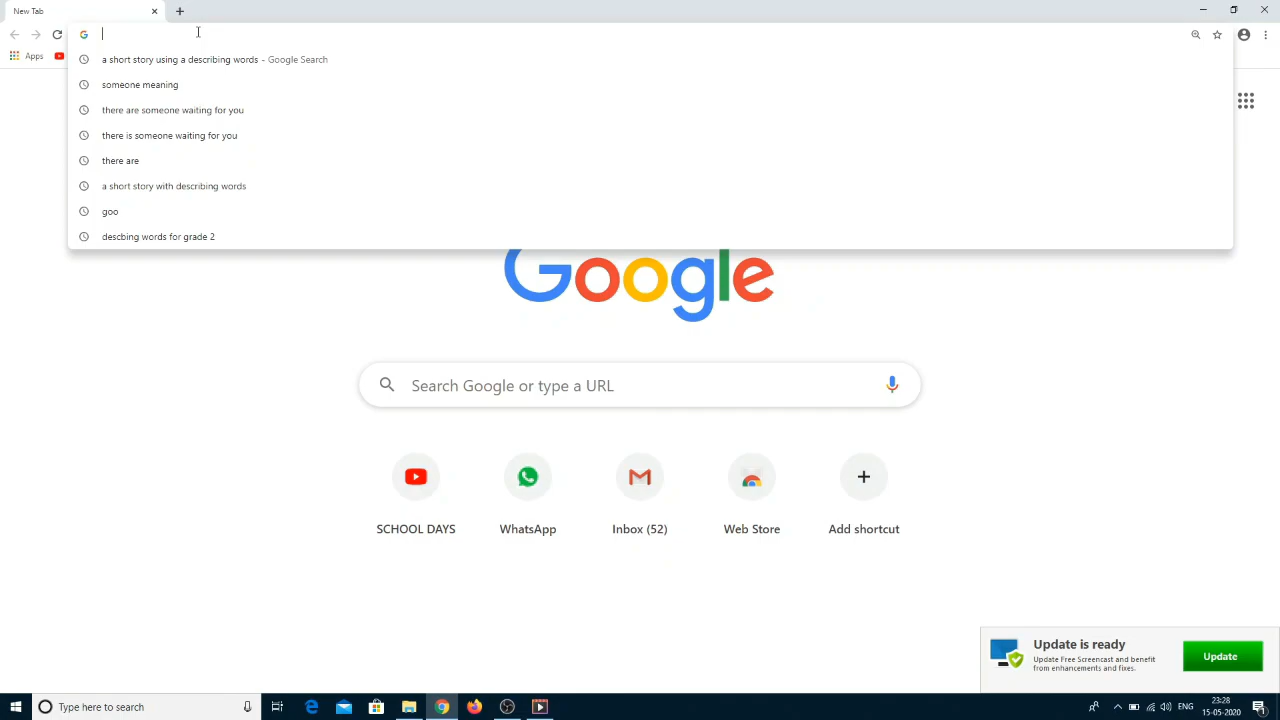 New Tab
a short story using a describing words - Google Search
Apps
someone meaning
there are someone waiting for you
there is someone waiting for you
there are
a short story with describing words
goo
descbing words for grade 2
Google
Search Google or type a URL
SCHOOL DAYS
WhatsApp
Inbox (52)
Web Store
Add shortcut
Update is ready
Update Free Screencast and benefit
from enhancements and fixes.
Update
Type here to search
ENG
23:28
15-05-2020